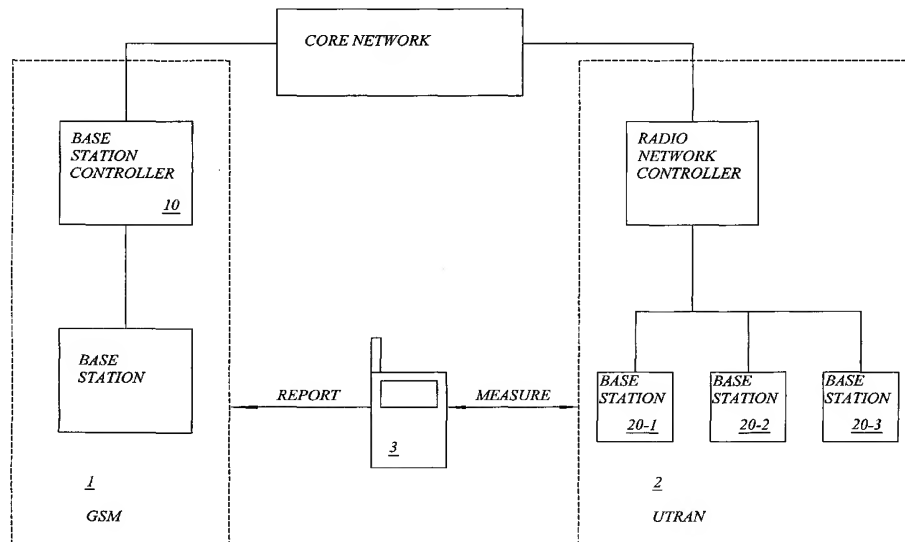 CORE NETWORK
BASE
STATION
CONTROLLER
10
RADIO
NETWORK
CONTROLLER
BASE
STATION
REPORT
MEASURE
3
BASE
STATION
20-1
BASE
STATION
20-2
BASE
STATION
20-3
1
GSM
2
UTRAN